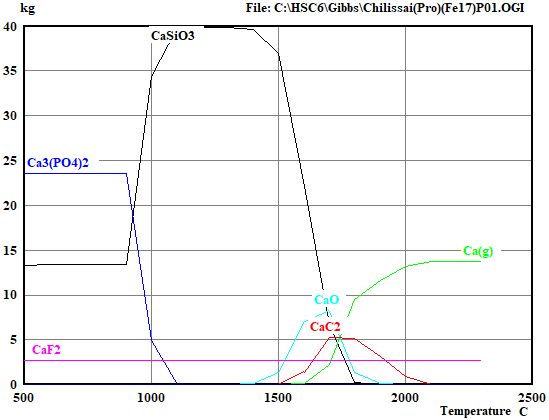 kg File: C:\HSC6\Gibbs\Chilissai(Pro)(Fe17)P01.OGI
40
CaSiO3
35
30
25
Ca3(PO4)2
20
15
Ca(g)
10
CaO
CaC2
5
CaF2
0
500 1000 1500 2000 2500
Temperature C